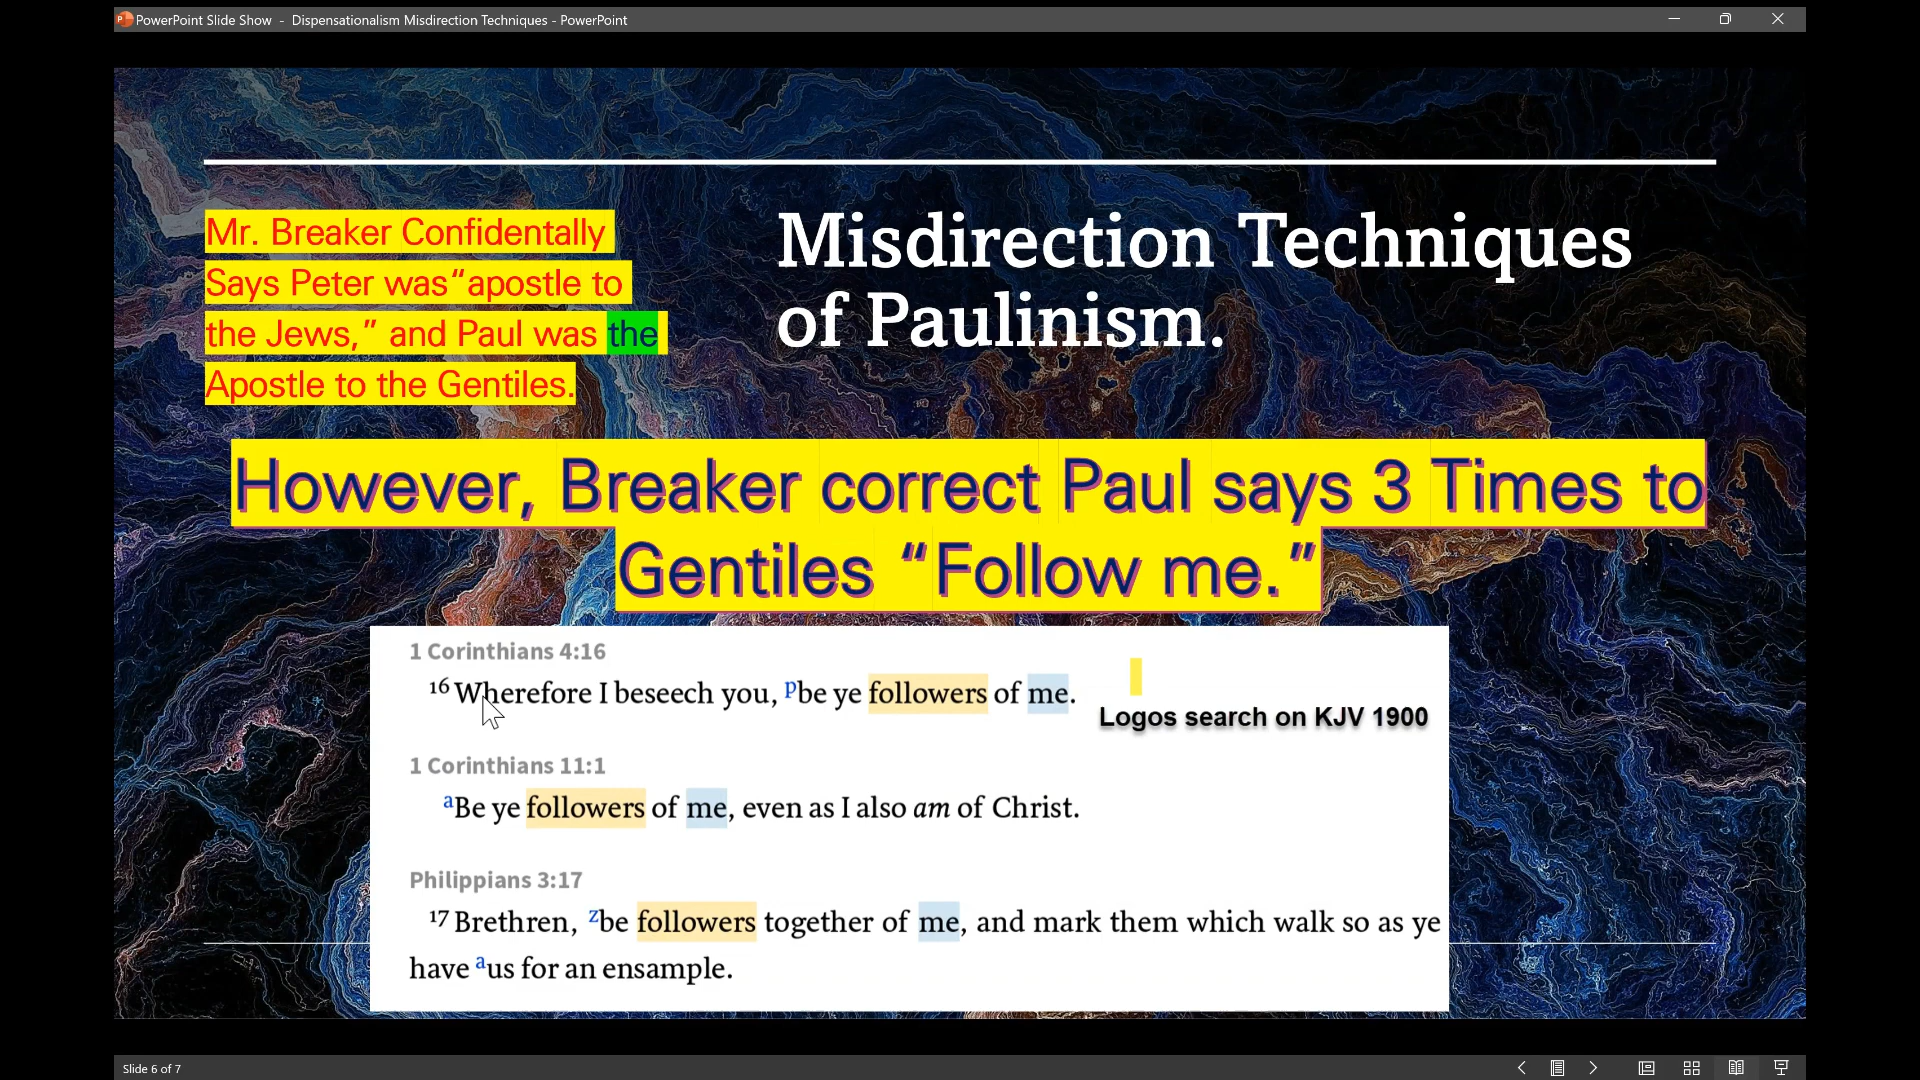 PowerPoint Slide Show - Dispensationalism Misdirection Techniques - PowerPoint
Mr. Breaker Confidentally
Says Peter was“apostle to
the Jews,” and Paul was the
Apostle to the Gentiles.
Misdirection Techniques
of Paulinism.
However, Breaker correct Paul says 3 Times to
Gentiles “Follow me.”
1 Corinthians 4:16
16 Wherefore I beseech you, pbe ye followers of me.
Logos search on KJV 1900
1 Corinthians 11:1
aBe ye followers of me, even as I also am of Christ.
Philippians 3:17
17 Brethren, zbe followers together of me, and mark them which walk so as ye
have aus for an ensample.
Slide 6 of 7